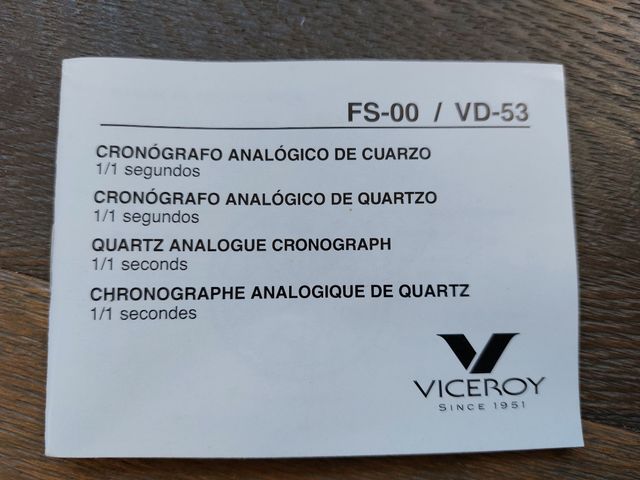 FS-00 / VD-53
CRONÓGRAFO ANALÓGICO DE CUARZO
1/1 segundos
CRONÓGRAFO ANALÓGICO DE QUARTZO
1/1 segundos
QUARTZ ANALOGUE CRONOGRAPH
1/1 seconds
CHRONOGRAPHE ANALOGIQUE DE QUARTZ
1/1 secondes
VICEROY
SINCE 1951